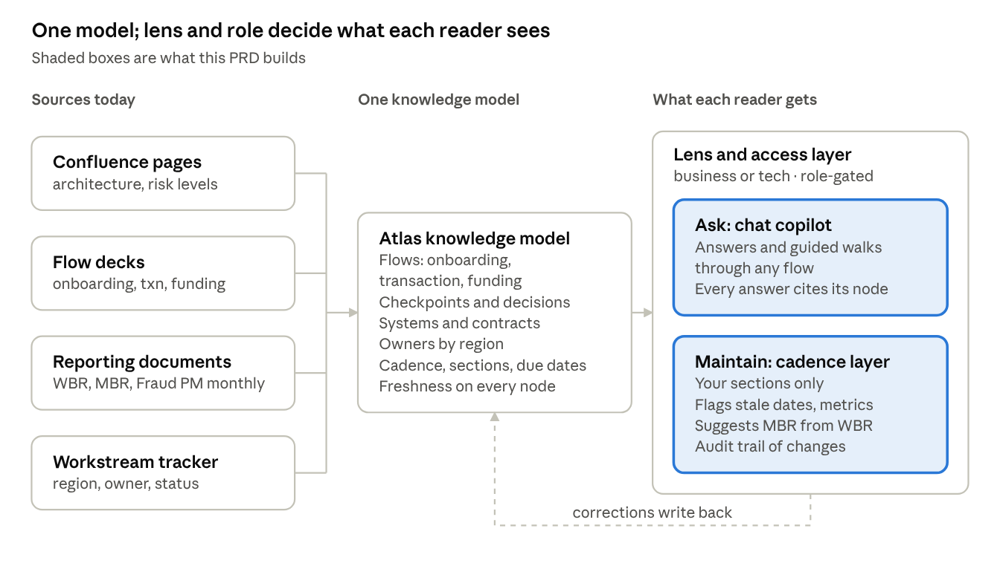 One model; lens and role decide what each reader sees
Shaded boxes are what this PRD builds
Sources today
Confluence pages
architecture, risk levels
Flow decks
onboarding, txn, funding
Reporting documents
WBR, MBR, Fraud PM monthly
Workstream tracker
region, owner, status
One knowledge model
Atlas knowledge model
Flows: onboarding,
transaction, funding
Checkpoints and decisions
Systems and contracts
Owners by region
Cadence, sections, due dates
Freshness on every node
What each reader gets
Lens and access layer
business or tech · role-gated
Ask: chat copilot
Answers and guided walks
through any flow
Every answer cites its node
Maintain: cadence layer
Your sections only
Flags stale dates, metrics
Suggests MBR from WBR
Audit trail of changes
corrections write back